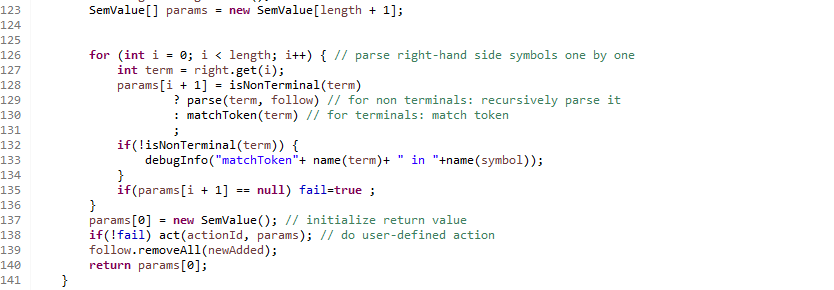 123 SemValue[] params = new SemValue[length + 1];
124
125
126 for (int i = 0; i < length; i++) { // parse right-hand side symbols one by one
127 int term = right.get(i);
128 params[i + 1] = isNonTerminal(term)
129 ? parse(term, follow) // for non terminals: recursively parse it
130 : matchToken(term) // for terminals: match token
131 ;
132 if(!isNonTerminal(term)) {
133 debugInfo("matchToken"+ name(term)+ " in "+name(symbol));
134 }
135 if(params[i + 1] == null) fail=true ;
136 }
137 params[0] = new SemValue(); // initialize return value
138 if(!fail) act(actionId, params); // do user-defined action
139 follow.removeAll(newAdded);
140 return params[0];
141 }